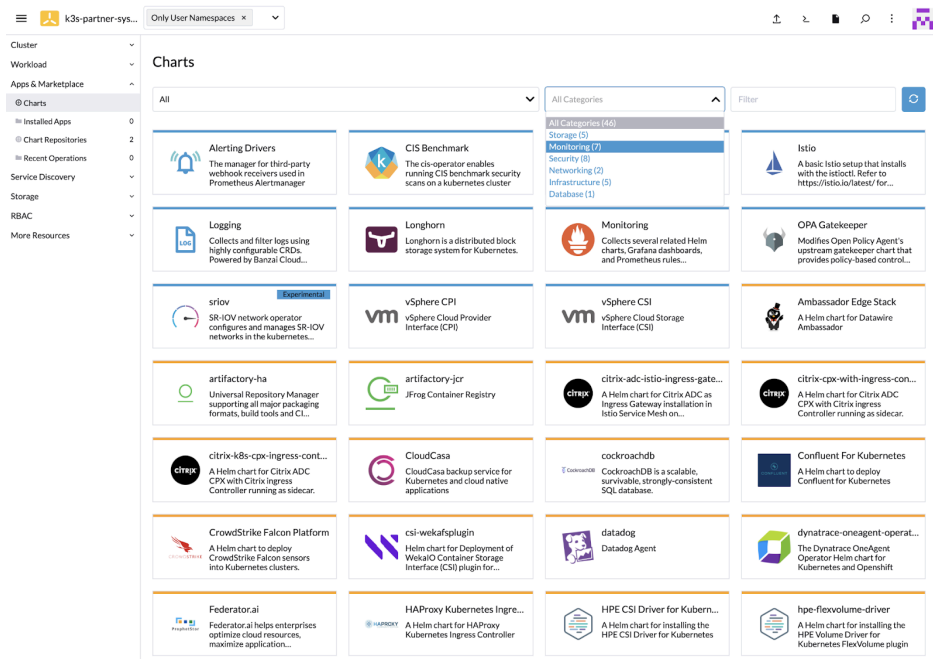 k3s-partner-sys...
Only User Namespaces ×
Cluster
Workload
Apps & Marketplace
Charts
Installed Apps 0
Chart Repositories 2
Recent Operations 0
Service Discovery
Storage
RBAC
More Resources
Charts
All
All Categories
Filter
All Categories (46)
Storage (5)
Monitoring (7)
Security (8)
Networking (2)
Infrastructure (5)
Database (1)
Alerting Drivers
The manager for third-party
webhook receivers used in
Prometheus Alertmanager
CIS Benchmark
The cis-operator enables
running CIS benchmark security
scans on a kubernetes cluster
Istio
A basic Istio setup that installs
with the istioctl. Refer to
https://istio.io/latest/ for...
LOG
Logging
Collects and filter logs using
highly configurable CRDs.
Powered by Banzai Cloud...
Longhorn
Longhorn is a distributed block
storage system for Kubernetes.
Monitoring
Collects several related Helm
charts, Grafana dashboards,
and Prometheus rules...
OPA Gatekeeper
Modifies Open Policy Agent's
upstream gatekeeper chart that
provides policy-based control...
Experimental
sriov
SR-IOV network operator
configures and manages SR-IOV
networks in the kubernetes...
vm
vSphere CPI
vSphere Cloud Provider
Interface (CPI)
vm
vSphere CSI
vSphere Cloud Storage
Interface (CSI)
Ambassador Edge Stack
A Helm chart for Datawire
Ambassador
artifactory-ha
Universal Repository Manager
supporting all major packaging
formats, build tools and CI...
artifactory-jcr
JFrog Container Registry
citrix
citrix-adc-istio-ingress-gate...
A Helm chart for Citrix ADC as
Ingress Gateway installation in
Istio Service Mesh on...
citrix
citrix-cpx-with-ingress-con...
A Helm chart for Citrix ADC
CPX with Citrix ingress
Controller running as sidecar.
citrix
citrix-k8s-cpx-ingress-cont...
A Helm chart for Citrix ADC
CPX with Citrix ingress
Controller running as sidecar.
CloudCasa
CloudCasa backup service for
Kubernetes and cloud native
applications
CockroachDB
cockroachdb
CockroachDB is a scalable,
survivable, strongly-consistent
SQL database.
Confluent For Kubernetes
A Helm chart to deploy
Confluent for Kubernetes
CROWDSTRIKE
CrowdStrike Falcon Platform
A Helm chart to deploy
CrowdStrike Falcon sensors
into Kubernetes clusters.
csi-wekafsplugin
Helm chart for Deployment of
WekaIO Container Storage
Interface (CSI) plugin for...
datadog
Datadog Agent
dynatrace-oneagent-operat...
The Dynatrace OneAgent
Operator Helm chart for
Kubernetes and Openshift
ProphetStor
Federator.ai
Federator.ai helps enterprises
optimize cloud resources,
maximize application...
HAPROXY
HAProxy Kubernetes Ingre...
A Helm chart for HAProxy
Kubernetes Ingress Controller
HPE CSI Driver for Kubern...
A Helm chart for installing the
HPE CSI Driver for Kubernetes
hpe-flexvolume-driver
A Helm chart for installing the
HPE Volume Driver for
Kubernetes FlexVolume plugin